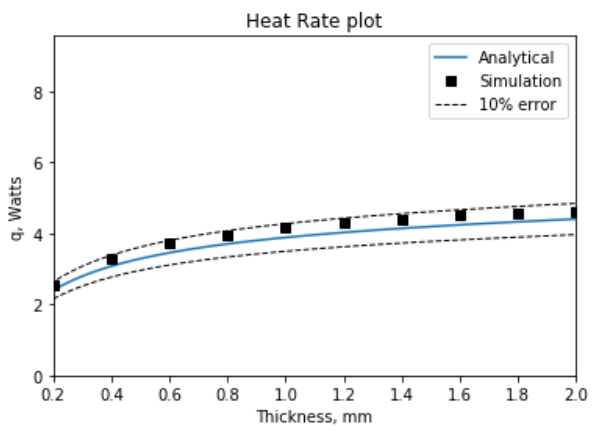 Heat Rate plot
Analytical
Simulation
10% error
8
6
4
2
0
q, Watts
0.2 0.4 0.6 0.8 1.0 1.2 1.4 1.6 1.8 2.0
Thickness, mm